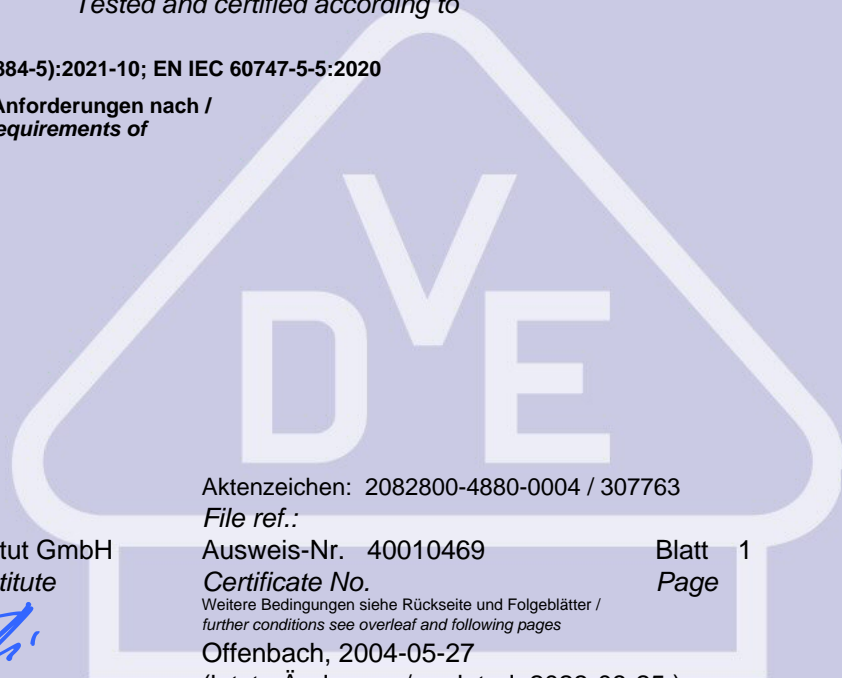 Tested and certified according to
884-5):2021-10; EN IEC 60747-5-5:2020
Anforderungen nach /
equirements of
D V E
Aktenzeichen: 2082800-4880-0004 / 307763
File ref.:
tut GmbH Ausweis-Nr. 40010469 Blatt 1
titute Certificate No. Page
Weitere Bedingungen siehe Rückseite und Folgeblätter /
further conditions see overleaf and following pages
Offenbach, 2004-05-27